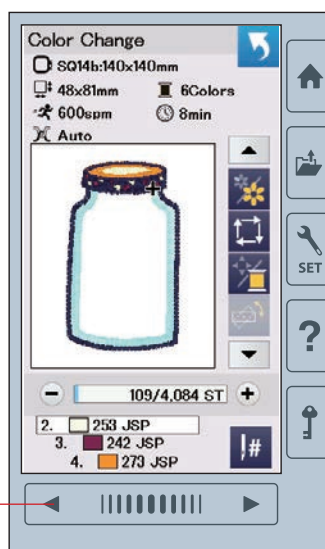 Color Change
SQ14b:140x140mm
48x81mm 6Colors
600spm 8min
Auto
109/4,084 ST
2. 253 JSP
3. 242 JSP
4. 273 JSP
#
SET
?